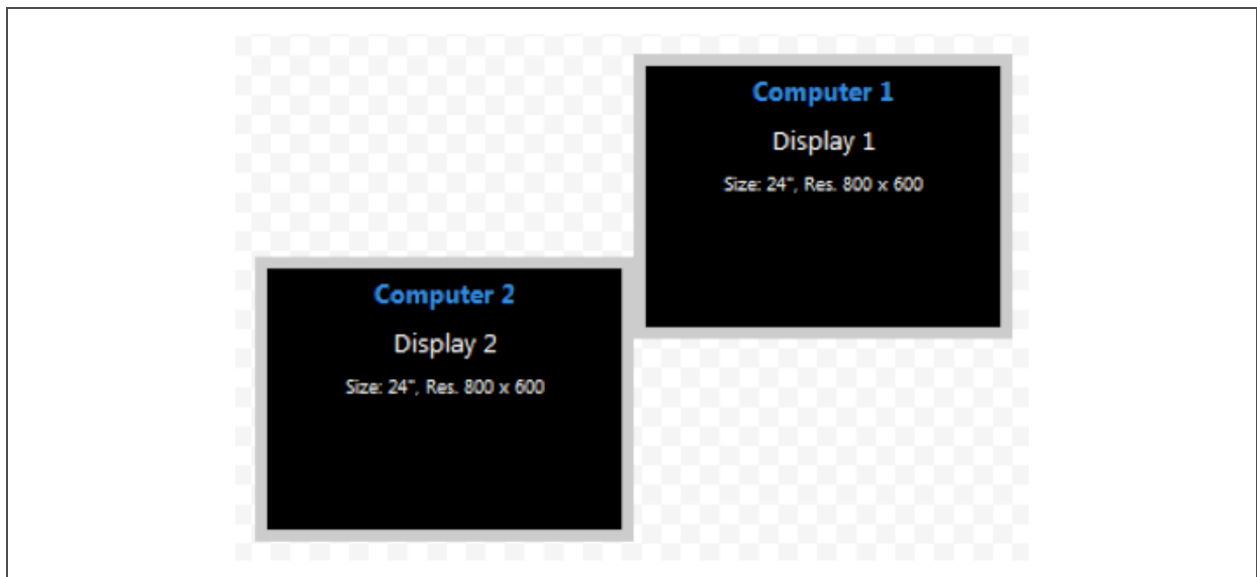 Computer 1
Display 1
Size: 24", Res. 800 x 600
Computer 2
Display 2
Size: 24", Res. 800 x 600